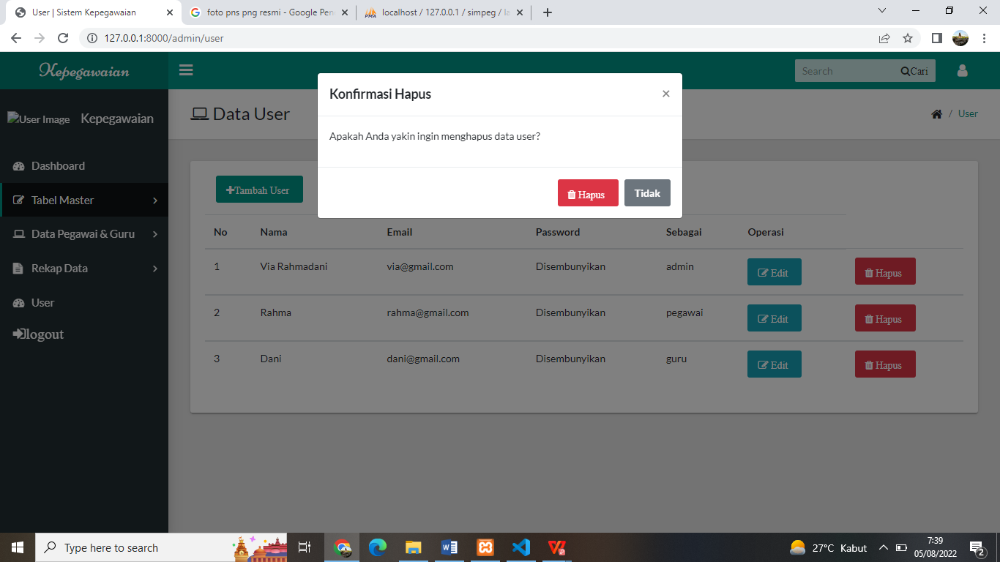 User | Sistem Kepegawaian
foto pns png resmi - Google Pen
localhost / 127.0.0.1 / simpeg / la
127.0.0.1:8000/admin/user
Kepegawaian
Search
Cari
User Image
Kepegawaian
Data User
/ User
Konfirmasi Hapus
×
Apakah Anda yakin ingin menghapus data user?
Hapus
Tidak
Dashboard
Tabel Master
Data Pegawai & Guru
Rekap Data
User
logout
Tambah User
No Nama Email Password Sebagai Operasi
1 Via Rahmadani via@gmail.com Disembunyikan admin Edit Hapus
2 Rahma rahma@gmail.com Disembunyikan pegawai Edit Hapus
3 Dani dani@gmail.com Disembunyikan guru Edit Hapus
Type here to search
27°C Kabut
7:39
05/08/2022
2